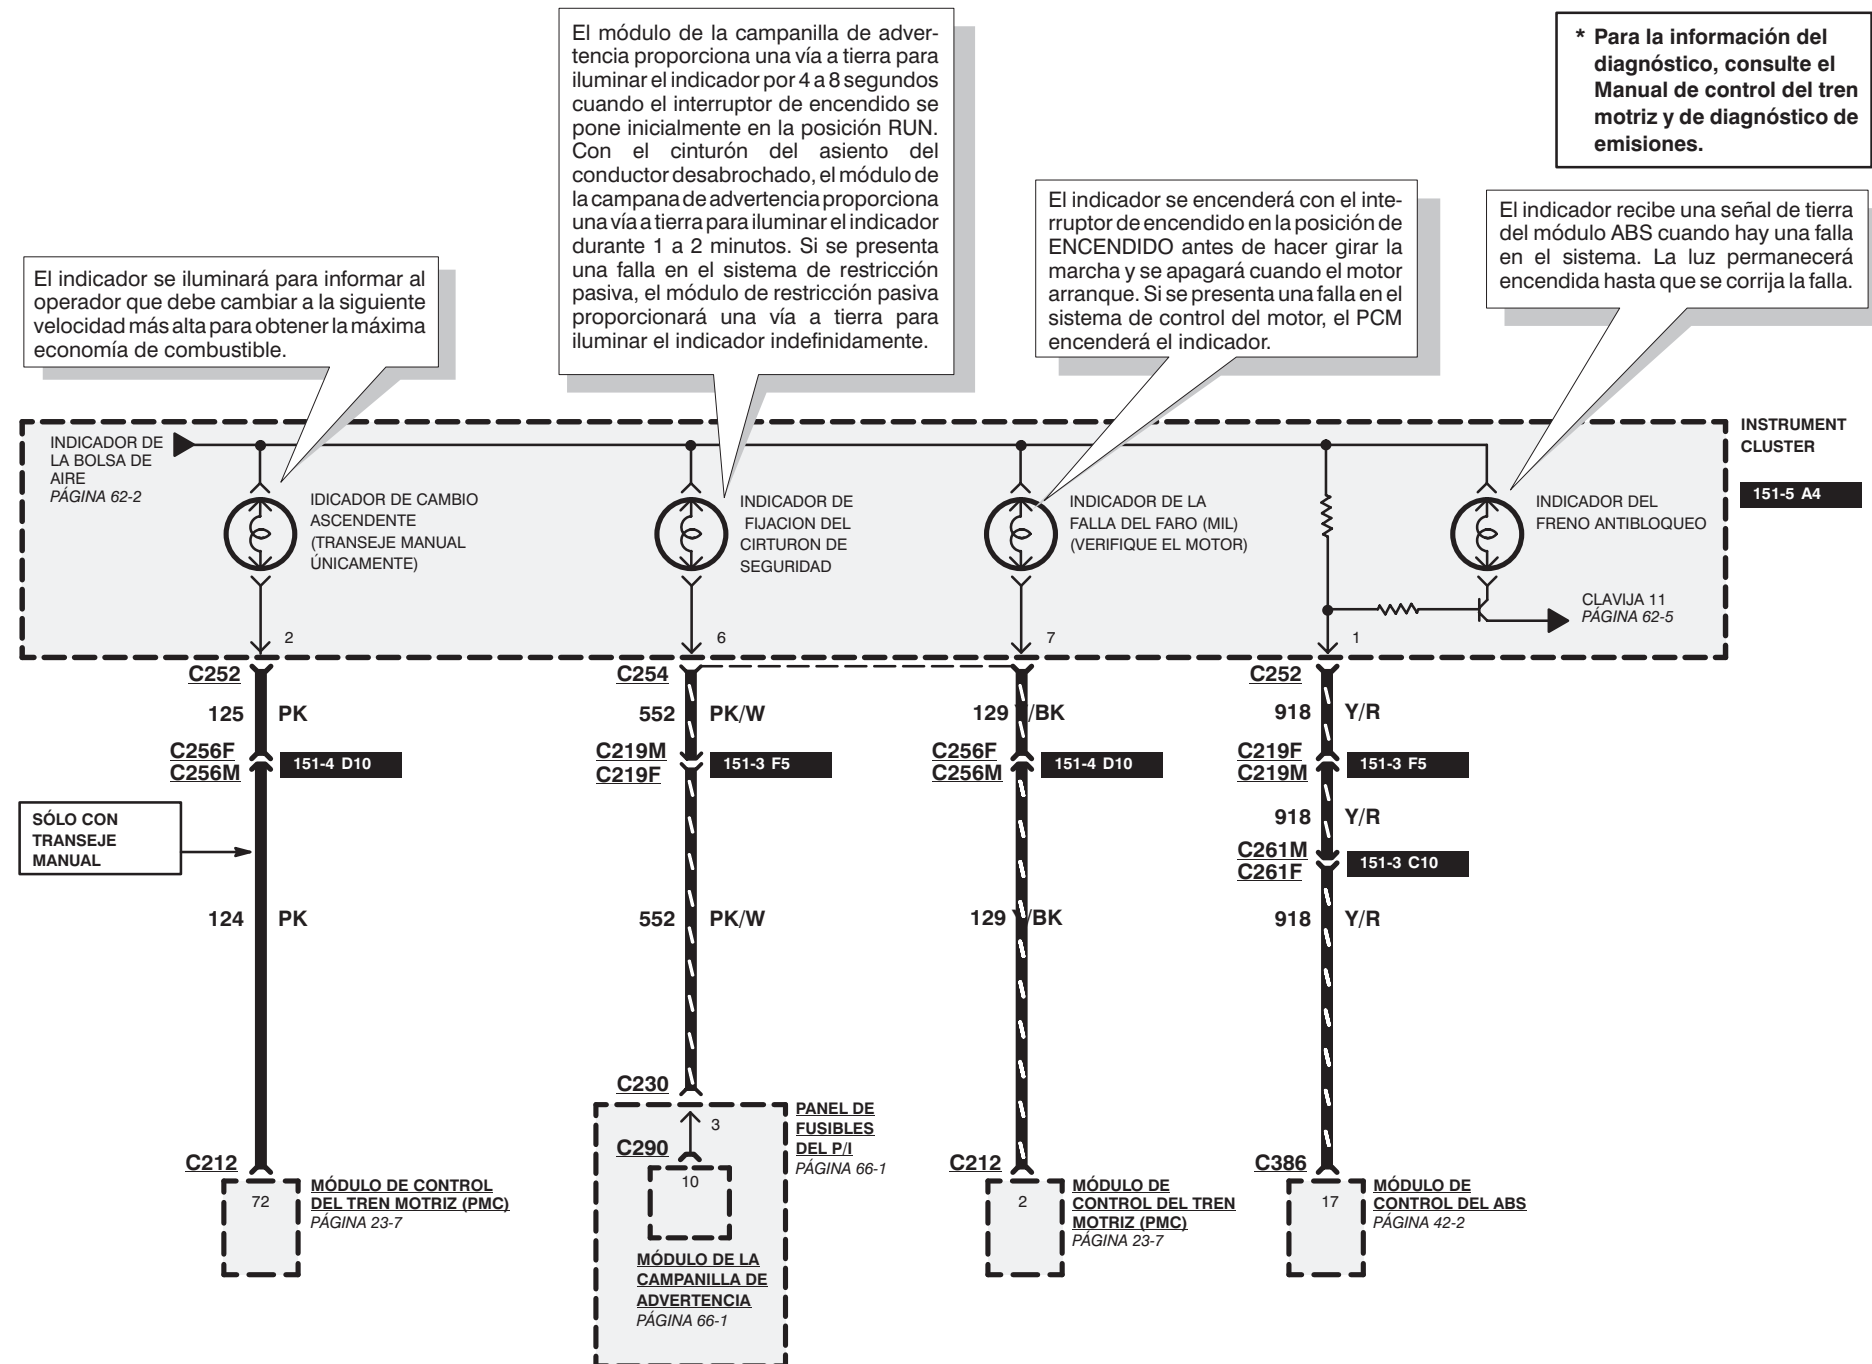 El módulo de la campanilla de adver-
tencia proporciona una vía a tierra para
iluminar el indicador por 4 a 8 segundos
cuando el interruptor de encendido se
pone inicialmente en la posición RUN.
Con el cinturón del asiento del
conductor desabrochado, el módulo de
la campana de advertencia proporciona
una vía a tierra para iluminar el indicador
durante 1 a 2 minutos. Si se presenta
una falla en el sistema de restricción
pasiva, el módulo de restricción pasiva
proporcionará una vía a tierra para
iluminar el indicador indefinidamente.
* Para la información del
diagnóstico, consulte el
Manual de control del tren
motriz y de diagnóstico de
emisiones.
El indicador se iluminará para informar al
operador que debe cambiar a la siguiente
velocidad más alta para obtener la máxima
economía de combustible.
El indicador se encenderá con el inte-
rruptor de encendido en la posición de
ENCENDIDO antes de hacer girar la
marcha y se apagará cuando el motor
arranque. Si se presenta una falla en el
sistema de control del motor, el PCM
encenderá el indicador.
El indicador recibe una señal de tierra
del módulo ABS cuando hay una falla
en el sistema. La luz permanecerá
encendida hasta que se corrija la falla.
INDICADOR DE
LA BOLSA DE
AIRE
PÁGINA 62-2
IDICADOR DE CAMBIO
ASCENDENTE
(TRANSEJE MANUAL
ÚNICAMENTE)
INDICADOR DE
FIJACION DEL
CIRTURON DE
SEGURIDAD
INDICADOR DE LA
FALLA DEL FARO (MIL)
(VERIFIQUE EL MOTOR)
INDICADOR DEL
FRENO ANTIBLOQUEO
CLAVIJA 11
PÁGINA 62-5
INSTRUMENT
CLUSTER
151-5 A4
2 6 7 1
C252 C254 C252
125 PK 552 PK/W 129 Y/BK 918 Y/R
C256F
C256M
151-4 D10
C219M
C219F
151-3 F5
C256F
C256M
151-4 D10
C219F
C219M
151-3 F5
918 Y/R
C261M
C261F
151-3 C10
SÓLO CON
TRANSEJE
MANUAL
124 PK 552 PK/W 129 Y/BK 918 Y/R
C230
3
C290
10
PANEL DE
FUSIBLES
DEL P/I
PÁGINA 66-1
MÓDULO DE LA
CAMPANILLA DE
ADVERTENCIA
PÁGINA 66-1
C212
72
MÓDULO DE CONTROL
DEL TREN MOTRIZ (PMC)
PÁGINA 23-7
C212
2
MÓDULO DE
CONTROL DEL TREN
MOTRIZ (PMC)
PÁGINA 23-7
C386
17
MÓDULO DE
CONTROL DEL ABS
PÁGINA 42-2